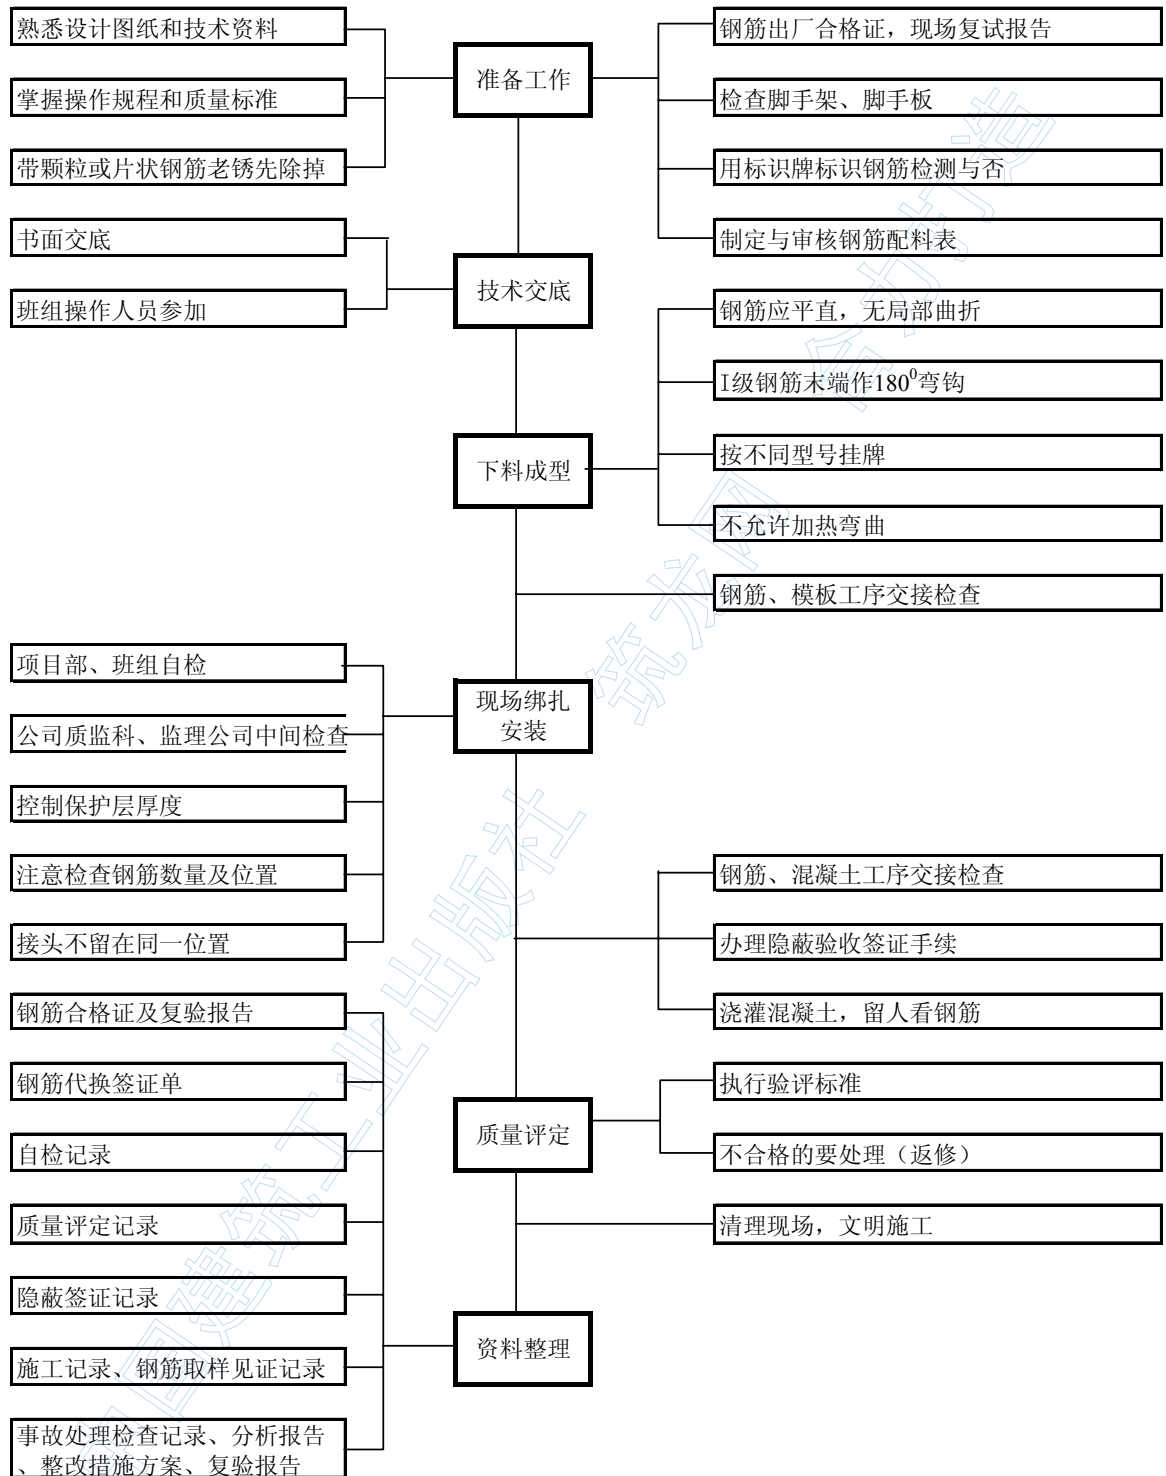 熟悉设计图纸和技术资料
掌握操作规程和质量标准
带颗粒或片状钢筋老锈先除掉
准备工作
钢筋出厂合格证，现场复试报告
检查脚手架、脚手板
用标识牌标识钢筋检测与否
制定与审核钢筋配料表
书面交底
班组操作人员参加
技术交底
钢筋应平直，无局部曲折
I级钢筋末端作180⁰弯钩
按不同型号挂牌
不允许加热弯曲
下料成型
钢筋、模板工序交接检查
项目部、班组自检
公司质监科、监理公司中间检查
控制保护层厚度
注意检查钢筋数量及位置
接头不留在同一位置
现场绑扎
安装
钢筋、混凝土工序交接检查
办理隐蔽验收签证手续
浇灌混凝土，留人看钢筋
质量评定
执行验评标准
不合格的要处理（返修）
清理现场，文明施工
钢筋合格证及复验报告
钢筋代换签证单
自检记录
质量评定记录
隐蔽签证记录
施工记录、钢筋取样见证记录
事故处理检查记录、分析报告
、整改措施方案、复验报告
资料整理
中国建筑工业出版社 筑龙网 合力打造